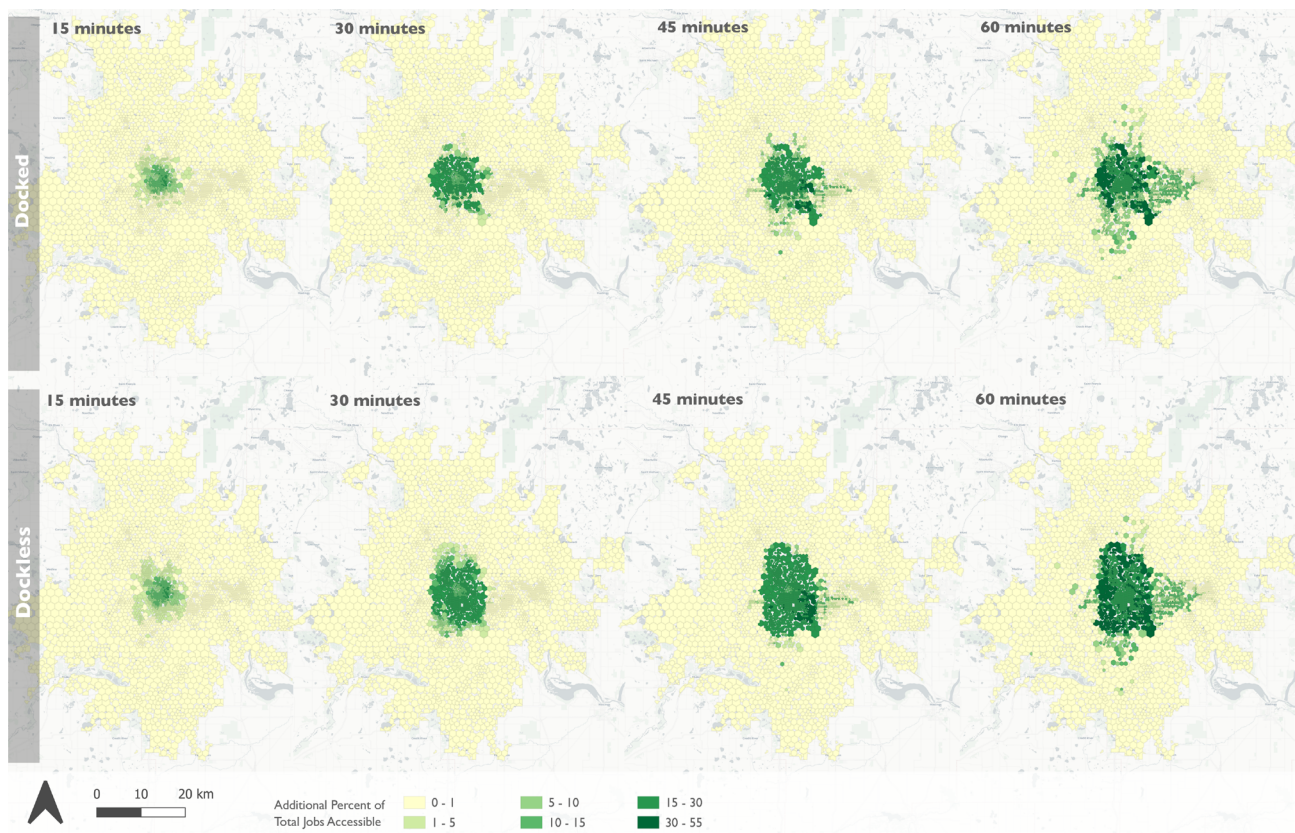 Docked
15 minutes
30 minutes
45 minutes
60 minutes
Dockless
15 minutes
30 minutes
45 minutes
60 minutes
0 10 20 km
Additional Percent of
Total Jobs Accessible
0 - 1
1 - 5
5 - 10
10 - 15
15 - 30
30 - 55